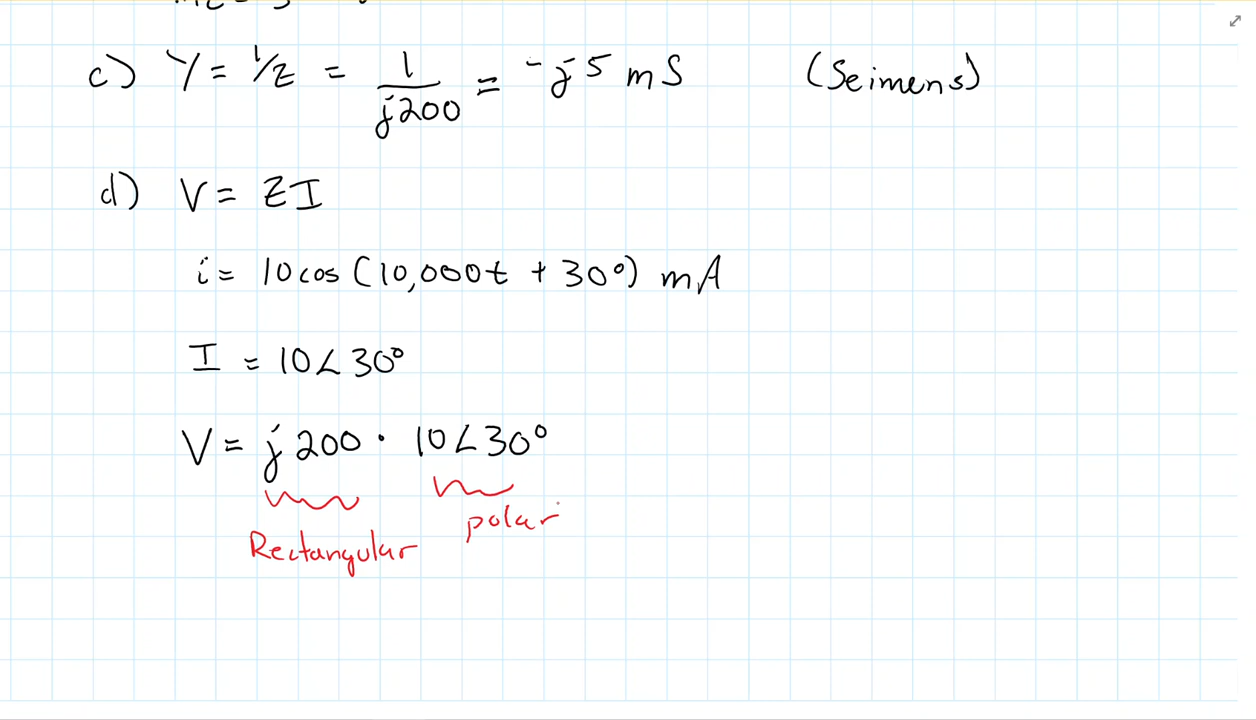 c) Y = 1/Z = 1/j200 = -j5 mS (Seimens)
d) V = ZI
i = 10cos(10,000t + 30°) mA
I = 10∠30°
V = j200 · 10∠30°
polar
Rectangular